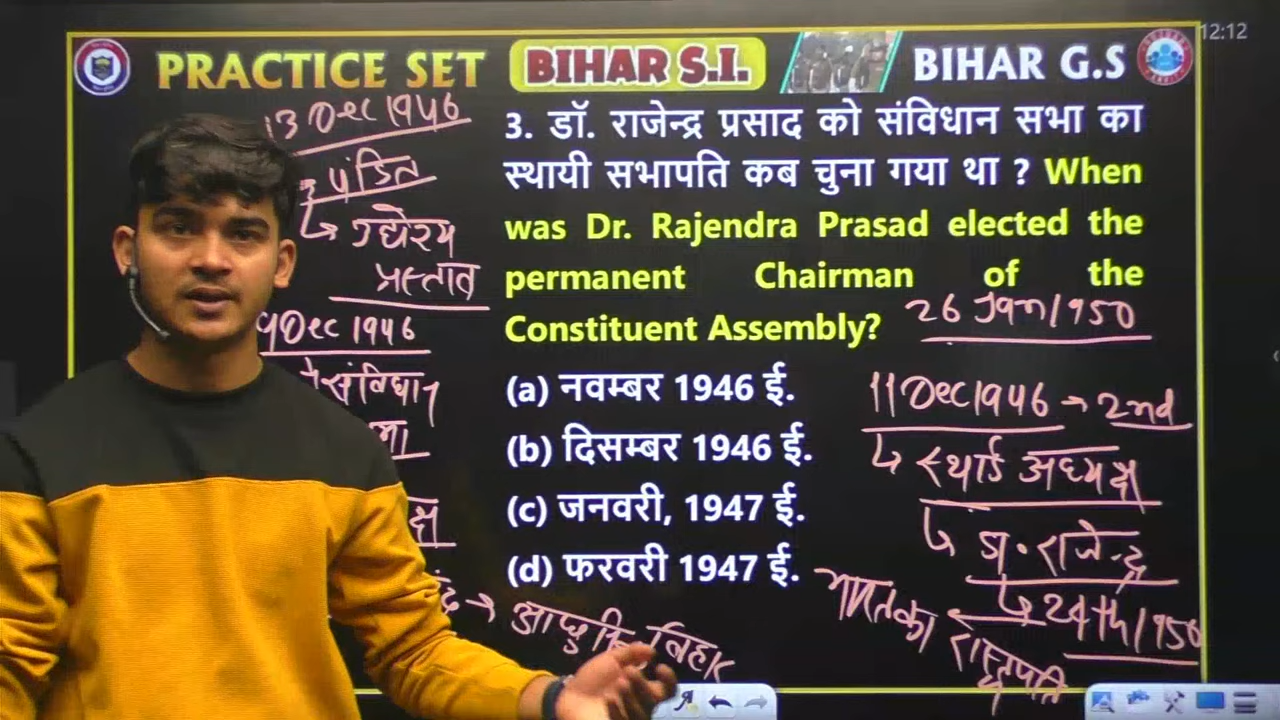 12:12
PRACTICE SET BIHAR S.I. BIHAR G.S
3. डॉ. राजेन्द्र प्रसाद को संविधान सभा का
स्थायी सभापति कब चुना गया था ? When
was Dr. Rajendra Prasad elected the
permanent Chairman of the
Constituent Assembly?
(a) नवम्बर 1946 ई.
(b) दिसम्बर 1946 ई.
(c) जनवरी, 1947 ई.
(d) फरवरी 1947 ई.
13 Dec 1946
पंडित
उद्येश्य
प्रस्ताव
9 Dec 1946
→ संविधान
26 Jan/1950
11 Dec 1946 → 2nd
स्थाई अध्यक्ष
डा. राजेन्द्र
24th/1950
भारत का राष्ट्रपति
→ आधुनिक बिहार